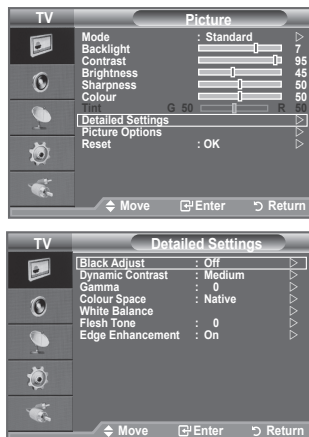 TV Picture
Mode : Standard
Backlight 7
Contrast 95
Brightness 45
Sharpness 50
Colour 50
Tint G 50 R 50
Detailed Settings
Picture Options
Reset : OK
Move Enter Return
TV Detailed Settings
Black Adjust : Off
Dynamic Contrast : Medium
Gamma : 0
Colour Space : Native
White Balance
Flesh Tone : 0
Edge Enhancement : On
Move Enter Return